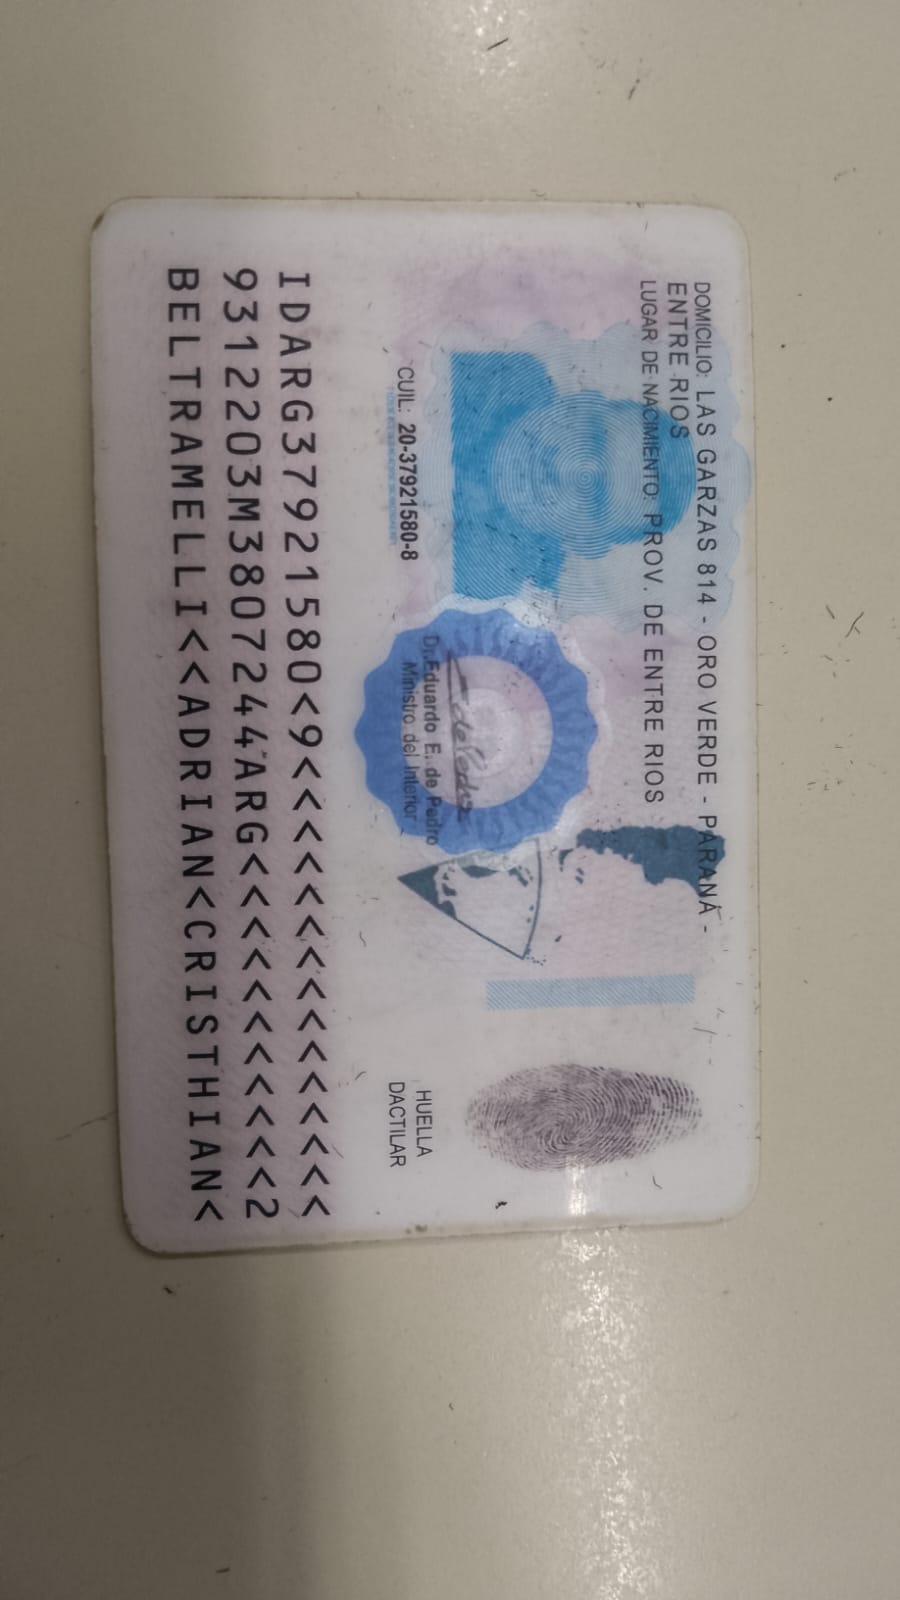 DOMICILIO: LAS GARZAS 814 - ORO VERDE - PARANÁ -
ENTRE RIOS
LUGAR DE NACIMIENTO: PROV. DE ENTRE RIOS
CUIL: 20-37921580-8
Dr. Eduardo E. de Pedro
Ministro del Interior
HUELLA
DACTILAR
IDARG37921580<9<<<<<<<<<<<<<<<
9312203M3807244ARG<<<<<<<<<<<2
BELTRAMELLI<<ADRIAN<CRISTHIAN<